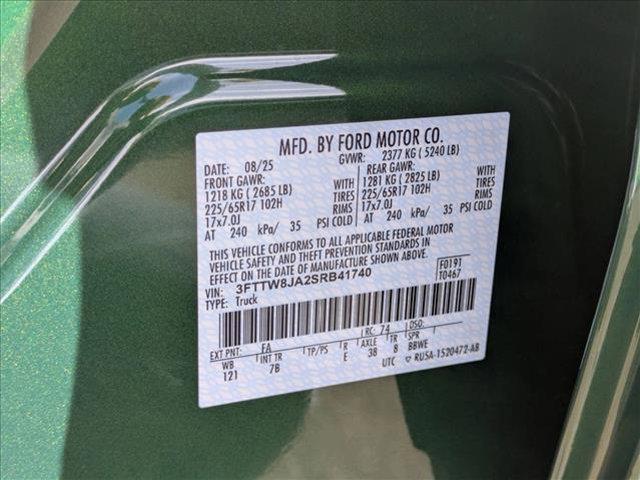 MFD. BY FORD MOTOR CO.
DATE: 08/25 GVWR: 2377 KG ( 5240 LB)
FRONT GAWR: REAR GAWR:
1218 KG ( 2685 LB) WITH 1281 KG ( 2825 LB) WITH
225/65R17 102H TIRES 225/65R17 102H TIRES
17x7.0J RIMS 17x7.0J RIMS
AT 240 kPa/ 35 PSI COLD AT 240 kPa/ 35 PSI COLD
THIS VEHICLE CONFORMS TO ALL APPLICABLE FEDERAL MOTOR
VEHICLE SAFETY AND THEFT PREVENTION STANDARDS IN
EFFECT ON THE DATE OF MANUFACTURE SHOWN ABOVE.
VIN: 3FTTW8JA2SRB41740 F0191
TYPE: Truck T0467
EXT PNT: FA RC: 74 DSO:
WB INT TR TP/PS R AXLE TR SPR
121 7B E 38 8 BBWE
UTC ▽ RU5A-1520472-AB